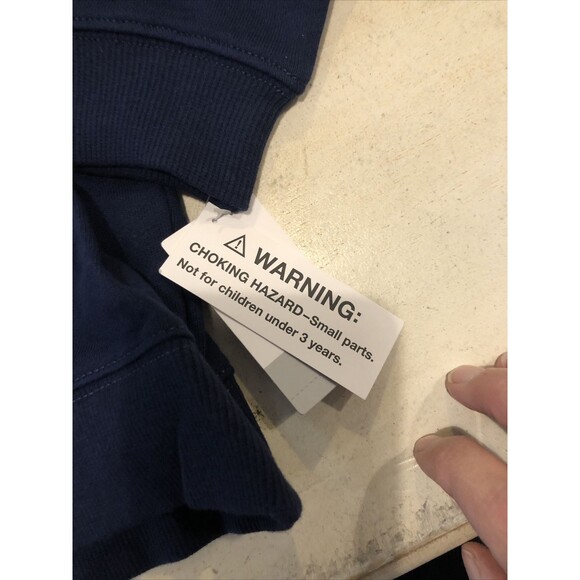 ⚠ WARNING:
CHOKING HAZARD–Small parts.
Not for children under 3 years.